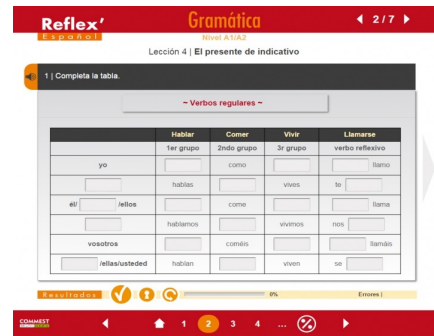 Reflex’
Español
Gramática
Nivel A1/A2
2/7
Lección 4 | El presente de indicativo
1 | Completa la tabla.
~ Verbos regulares ~
Hablar Comer Vivir Llamarse
1er grupo 2ndo grupo 3r grupo verbo reflexivo
yo como llamo
hablas vives te
él/ /ellos come llama
hablamos vivimos nos
vosotros coméis llamáis
/ellas/usted hablan viven se
Resultados 0% Errores |
COMMEST
1 2 3 4 ...